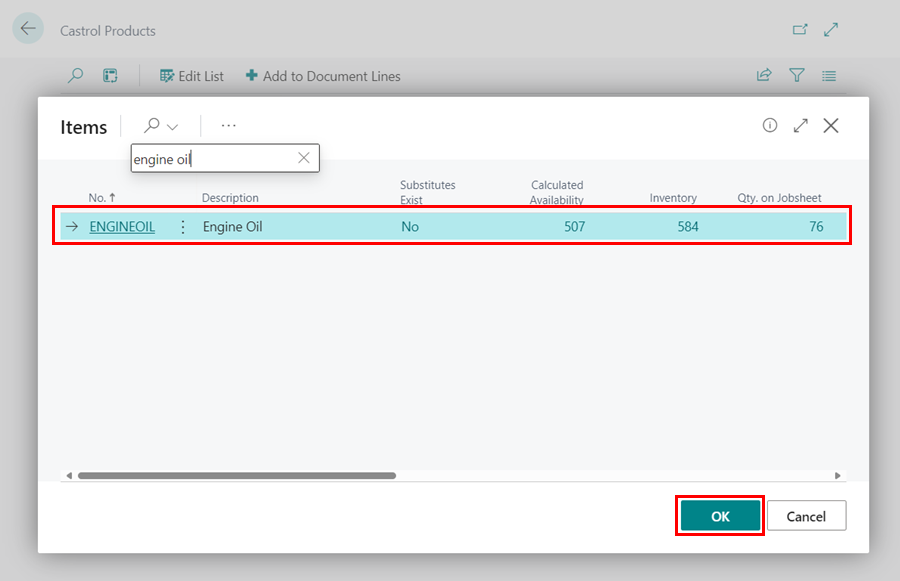 Castrol Products
Edit List
Add to Document Lines
Items
engine oil
No. ↑
Description
Substitutes
Exist
Calculated
Availability
Inventory
Qty. on Jobsheet
ENGINEOIL
Engine Oil
No
507
584
76
OK
Cancel